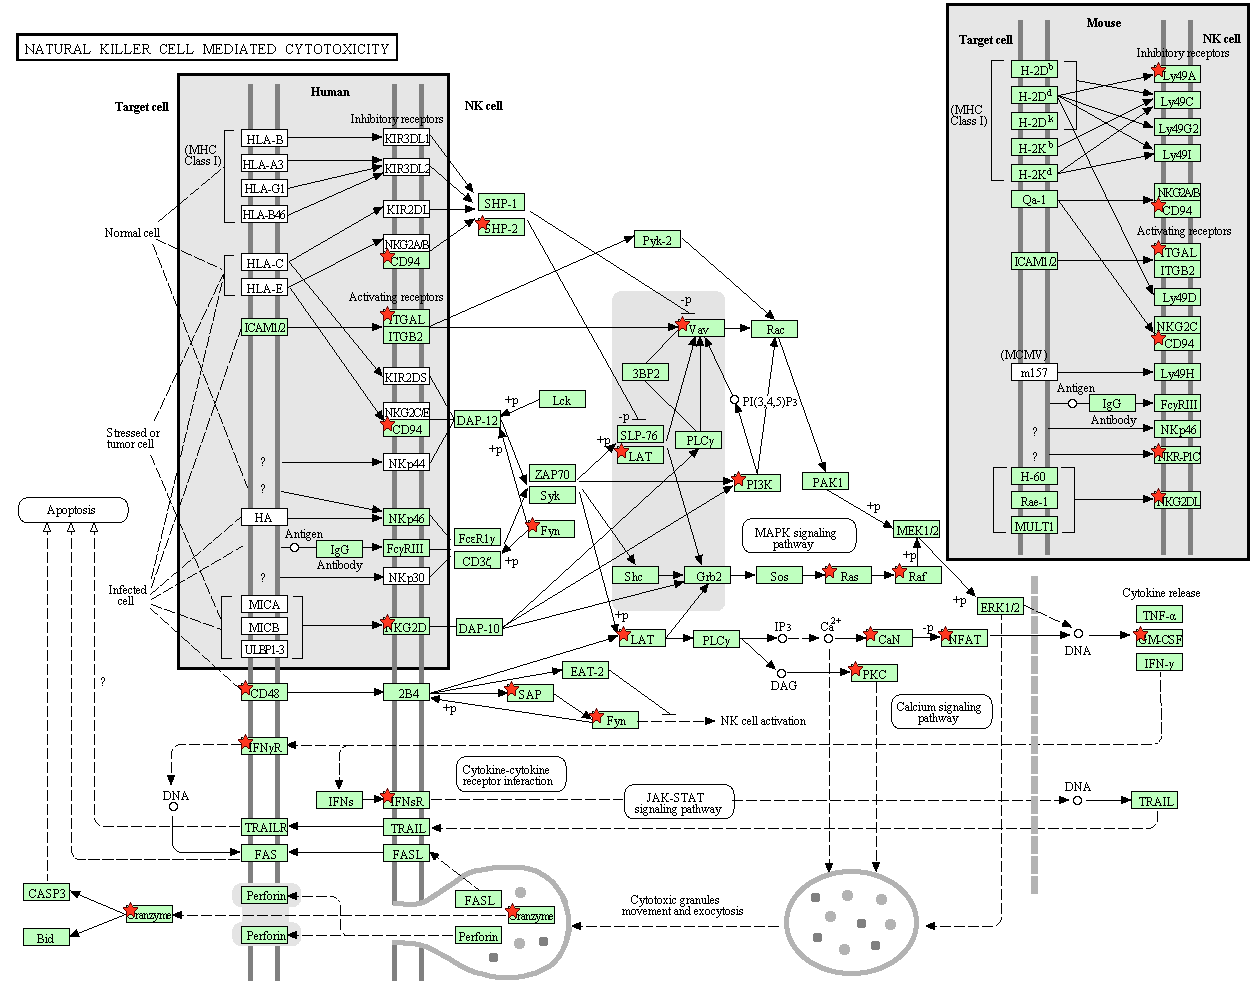 NATURAL KILLER CELL MEDIATED CYTOTOXICITY
Target cell
Human
NK cell
Inhibitory receptors
(MHC
Class I)
HLA-B
HLA-A3
HLA-G1
HLA-B46
KIR3DL1
KIR3DL2
KIR2DL
NKG2A/B
CD94
HLA-C
HLA-E
Normal cell
Activating receptors
ICAM1/2
ITGAL
ITGB2
KIR2DS
NKG2C/E
CD94
?
NKp44
?
HA
NKp46
Antigen
IgG
Antibody
FcγRIII
?
NKp30
MICA
MICB
ULBP1-3
NKG2D
Stressed or
tumor cell
Infected
cell
Apoptosis
?
SHP-1
SHP-2
Pyk-2
-p
Vav
Rac
3BP2
PI(3,4,5)P3
Lck
+p
DAP-12
+p
-p
SLP-76
+p
LAT
PLCγ
ZAP70
Syk
PI3K
PAK1
Fyn
FcεR1γ
CD3ζ
+p
+p
MEK1/2
+p
MAPK signaling
pathway
Shc
Grb2
Sos
Ras
Raf
+p
ERK1/2
DAP-10
+p
LAT
PLCγ
IP3
Ca2+
CaN
-p
NFAT
DNA
DAG
PKC
Cytokine release
TNF-α
GM-CSF
IFN-γ
CD48
2B4
+p
EAT-2
SAP
Fyn
NK cell activation
Calcium signaling
pathway
IFNγR
DNA
IFNs
IFNsR
Cytokine-cytokine
receptor interaction
JAK-STAT
signaling pathway
DNA
TRAIL
TRAILR
TRAIL
FAS
FASL
CASP3
Granzyme
Bid
Perforin
Perforin
FASL
Granzyme
Perforin
Cytotoxic granules
movement and exocytosis
Mouse
Target cell
NK cell
Inhibitory receptors
(MHC
Class I)
H-2Db
H-2Dd
H-2Dk
H-2Kb
H-2Kd
Qa-1
Ly49A
Ly49C
Ly49G2
Ly49I
NKG2A/B
CD94
Activating receptors
ICAM1/2
ITGAL
ITGB2
Ly49D
NKG2C
CD94
(MCMV)
m157
Ly49H
Antigen
IgG
Antibody
FcγRIII
?
NKp46
?
NKR-P1C
H-60
Rae-1
MULT1
NKG2DL